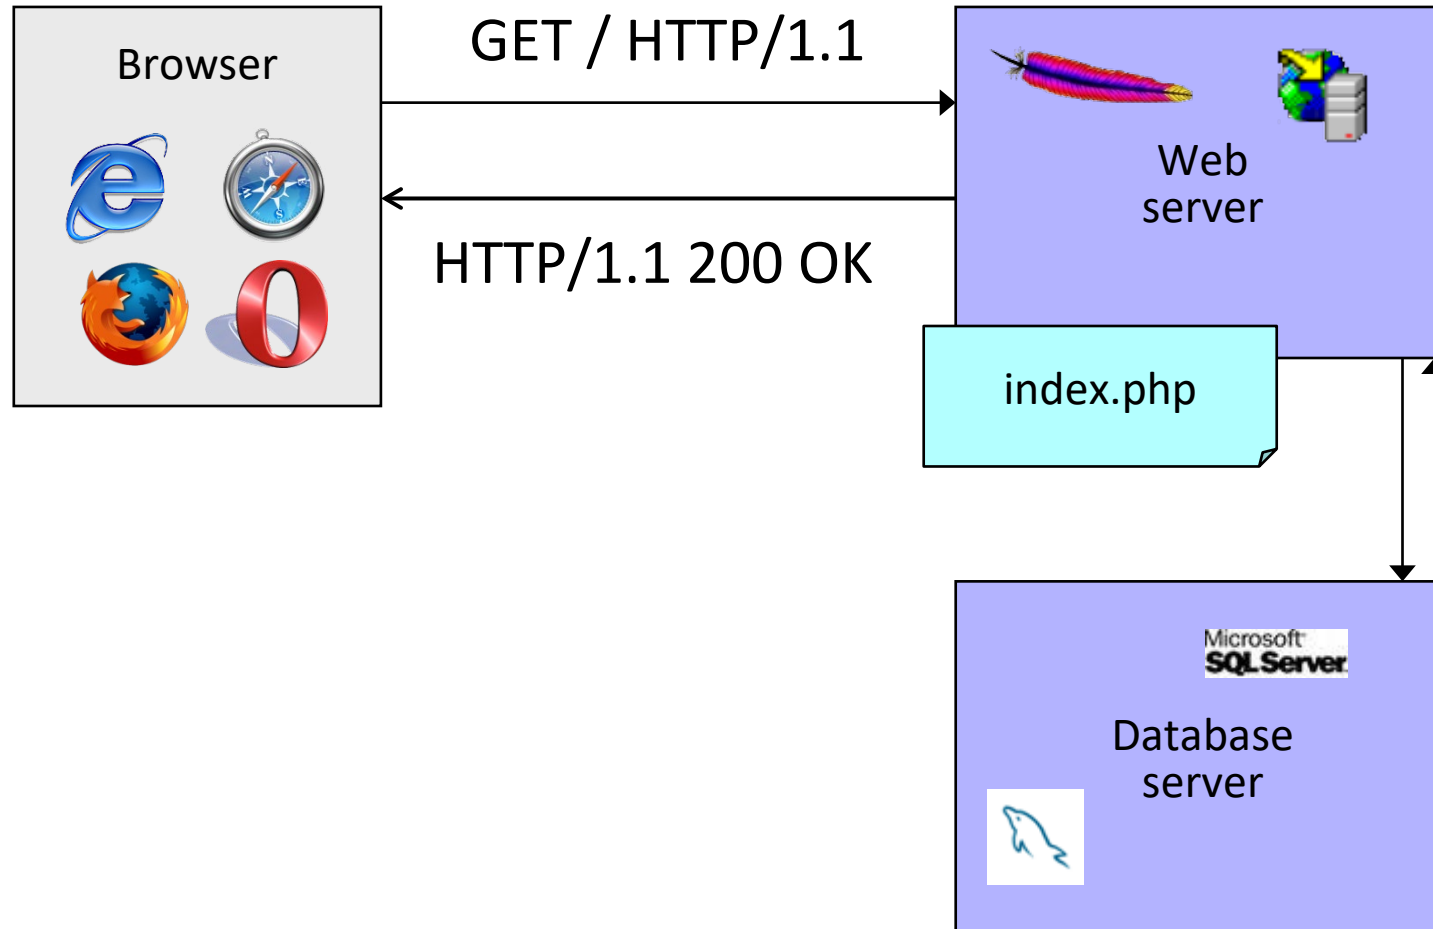 Browser
GET / HTTP/1.1
HTTP/1.1 200 OK
Web
server
index.php
Microsoft
SQL Server
Database
server